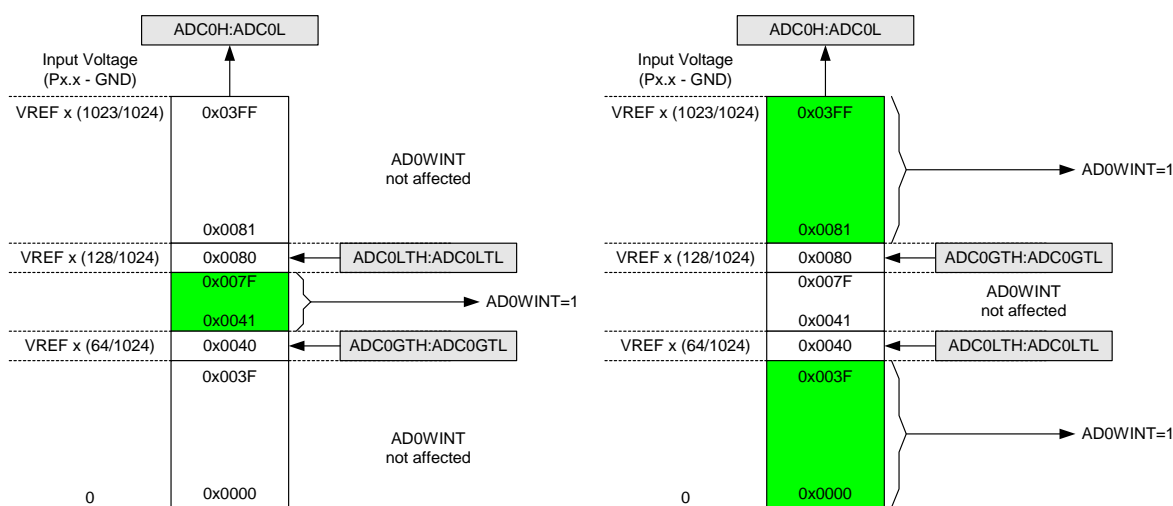 ADC0H:ADC0L
Input Voltage
(Px.x - GND)
VREF x (1023/1024)
0x03FF
AD0WINT
not affected
0x0081
VREF x (128/1024)
0x0080
ADC0LTH:ADC0LTL
0x007F
AD0WINT=1
0x0041
VREF x (64/1024)
0x0040
ADC0GTH:ADC0GTL
0x003F
AD0WINT
not affected
0
0x0000
ADC0H:ADC0L
Input Voltage
(Px.x - GND)
VREF x (1023/1024)
0x03FF
AD0WINT=1
0x0081
VREF x (128/1024)
0x0080
ADC0GTH:ADC0GTL
0x007F
AD0WINT
not affected
0x0041
VREF x (64/1024)
0x0040
ADC0LTH:ADC0LTL
0x003F
AD0WINT=1
0
0x0000